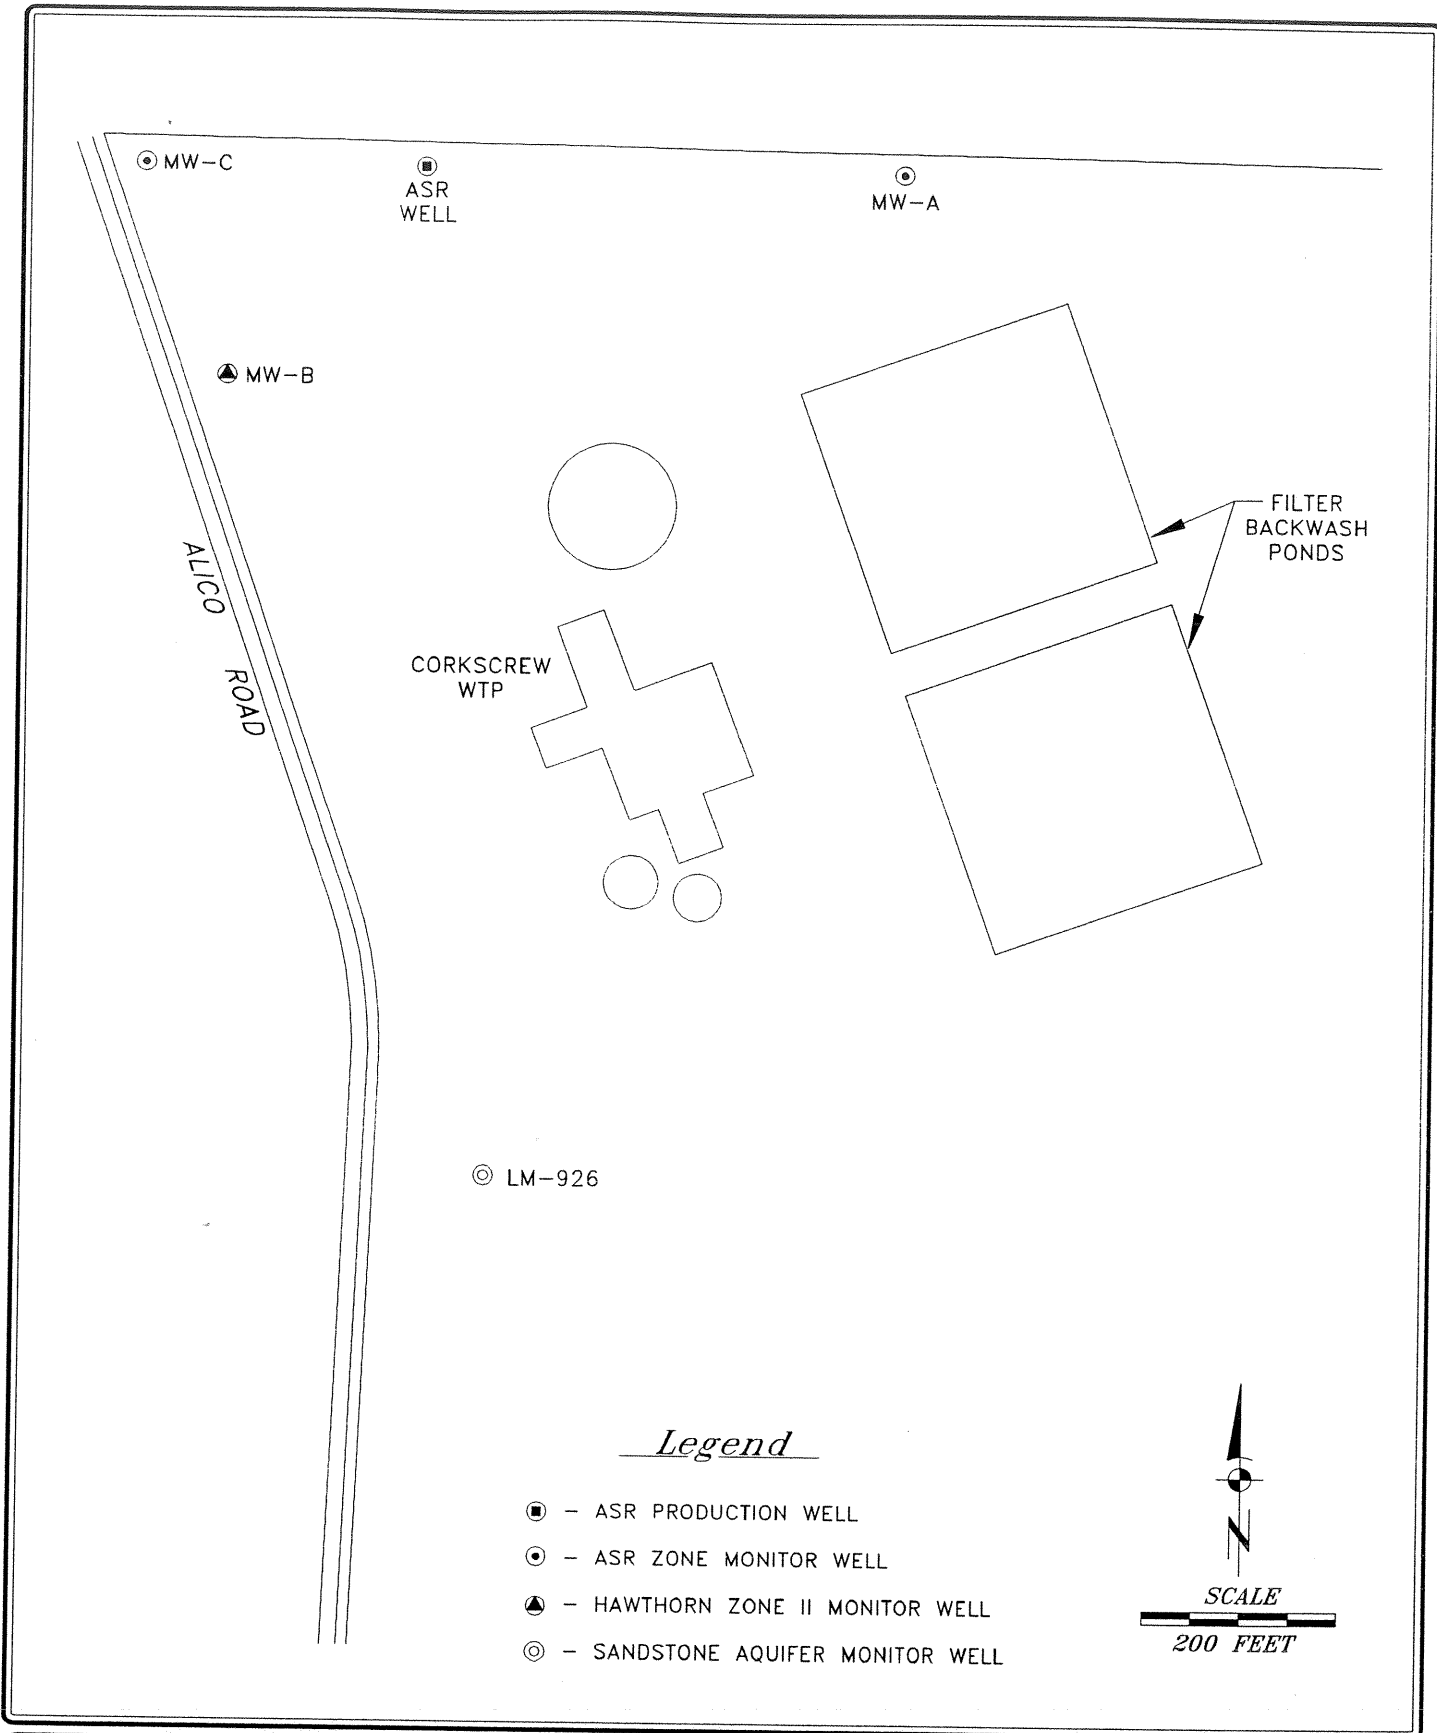 MW-C
ASR
WELL
MW-A
MW-B
FILTER
BACKWASH
PONDS
ALICO
ROAD
CORKSCREW
WTP
LM-926
Legend
- ASR PRODUCTION WELL
- ASR ZONE MONITOR WELL
- HAWTHORN ZONE II MONITOR WELL
- SANDSTONE AQUIFER MONITOR WELL
N
SCALE
200 FEET